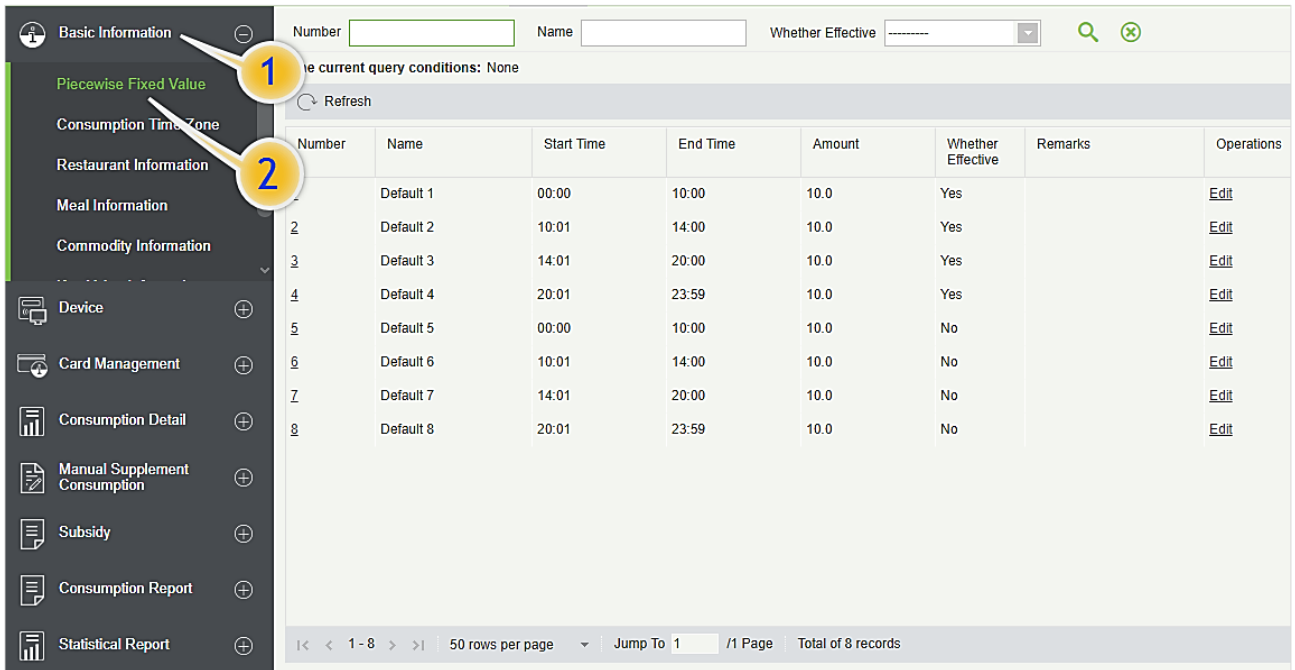 Basic Information
Piecewise Fixed Value
Consumption Time Zone
Restaurant Information
Meal Information
Commodity Information
Device
Card Management
Consumption Detail
Manual Supplement
Consumption
Subsidy
Consumption Report
Statistical Report
1
2
Number Name Whether Effective ---------
current query conditions: None
Refresh
Number Name Start Time End Time Amount Whether Effective Remarks Operations
Default 1 00:00 10:00 10.0 Yes Edit
2 Default 2 10:01 14:00 10.0 Yes Edit
3 Default 3 14:01 20:00 10.0 Yes Edit
4 Default 4 20:01 23:59 10.0 Yes Edit
5 Default 5 00:00 10:00 10.0 No Edit
6 Default 6 10:01 14:00 10.0 No Edit
7 Default 7 14:01 20:00 10.0 No Edit
8 Default 8 20:01 23:59 10.0 No Edit
1 - 8 50 rows per page Jump To 1 /1 Page Total of 8 records